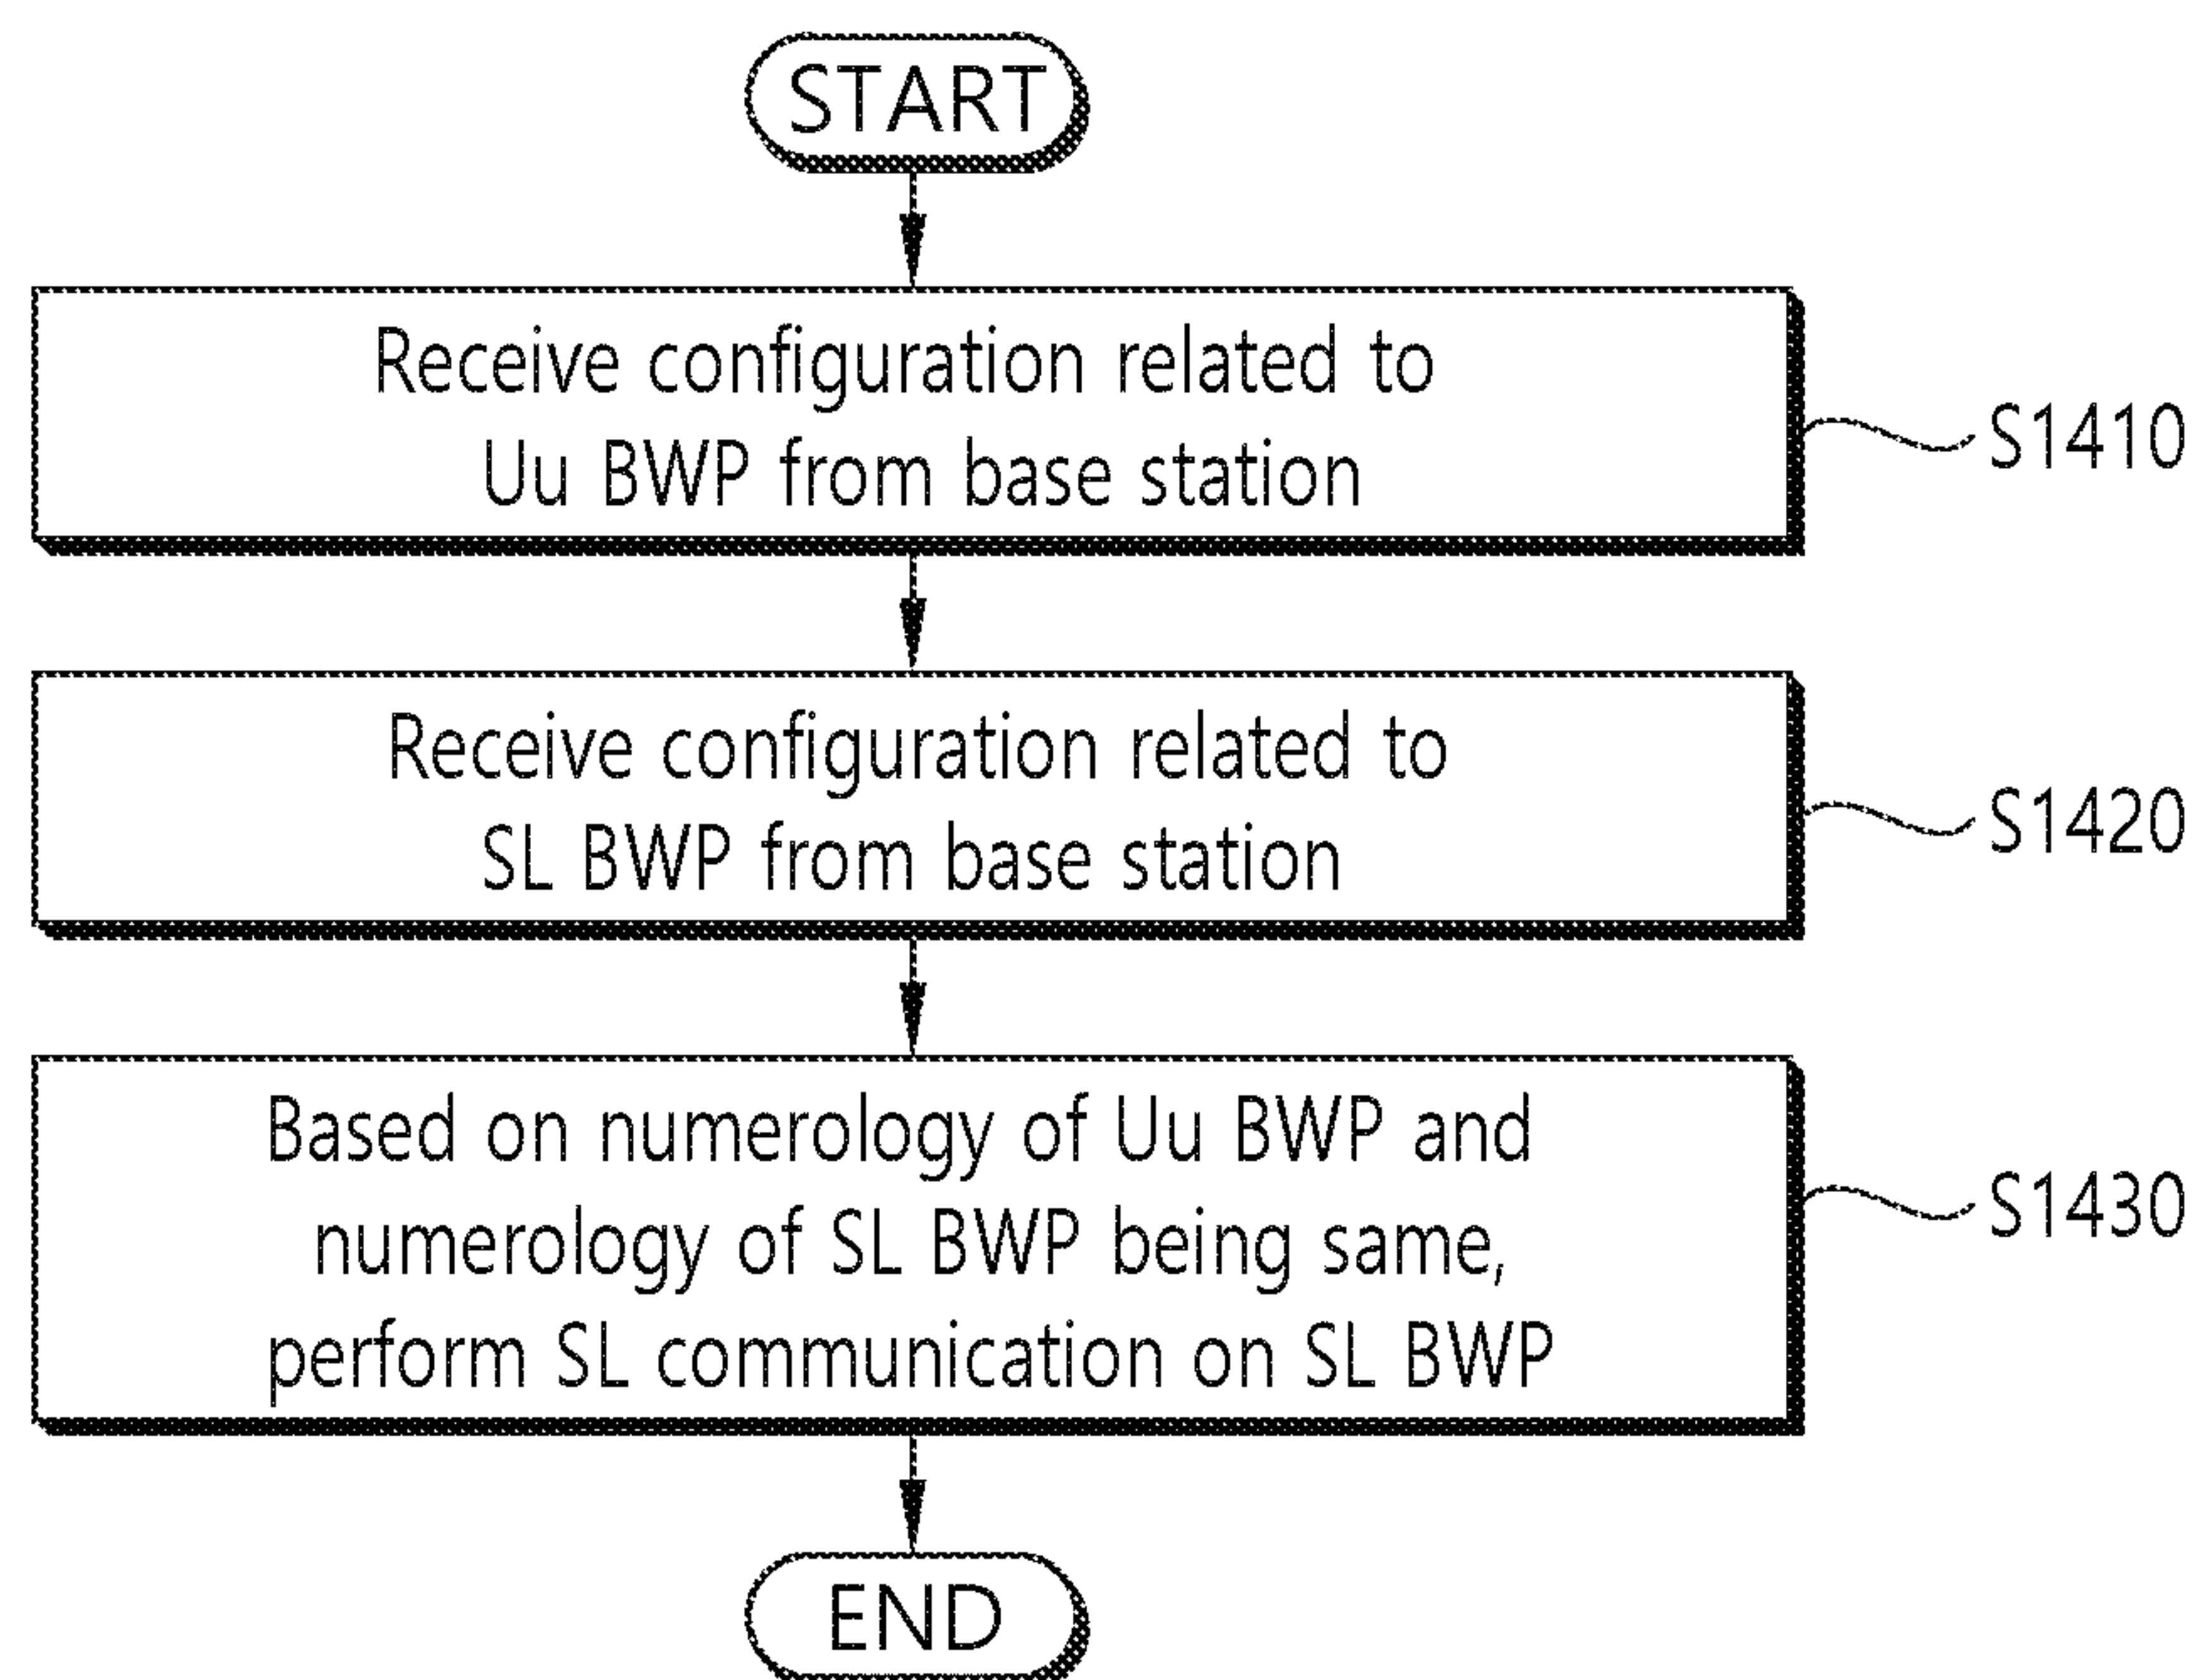 START
Receive configuration related to
Uu BWP from base station
S1410
Receive configuration related to
SL BWP from base station
S1420
Based on numerology of Uu BWP and
numerology of SL BWP being same,
perform SL communication on SL BWP
S1430
END